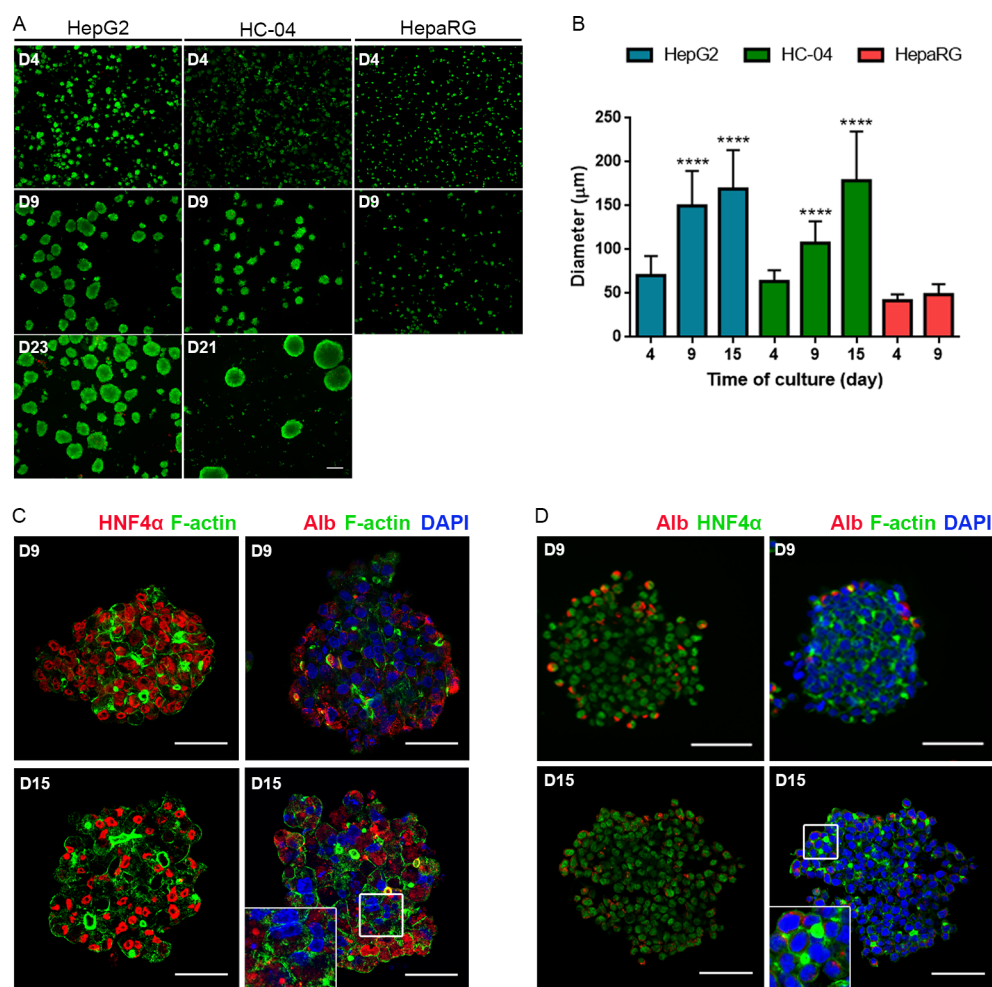 A
HepG2 HC-04 HepaRG
D4 D4 D4
D9 D9 D9
D23 D21
B
HepG2 HC-04 HepaRG
Diameter (μm)
250
200
150
100
50
0
**** **** **** ****
4 9 15 4 9 15 4 9
Time of culture (day)
C
HNF4α F-actin Alb F-actin DAPI
D9
D15 D15
D
Alb HNF4α Alb F-actin DAPI
D9 D9
D15 D15